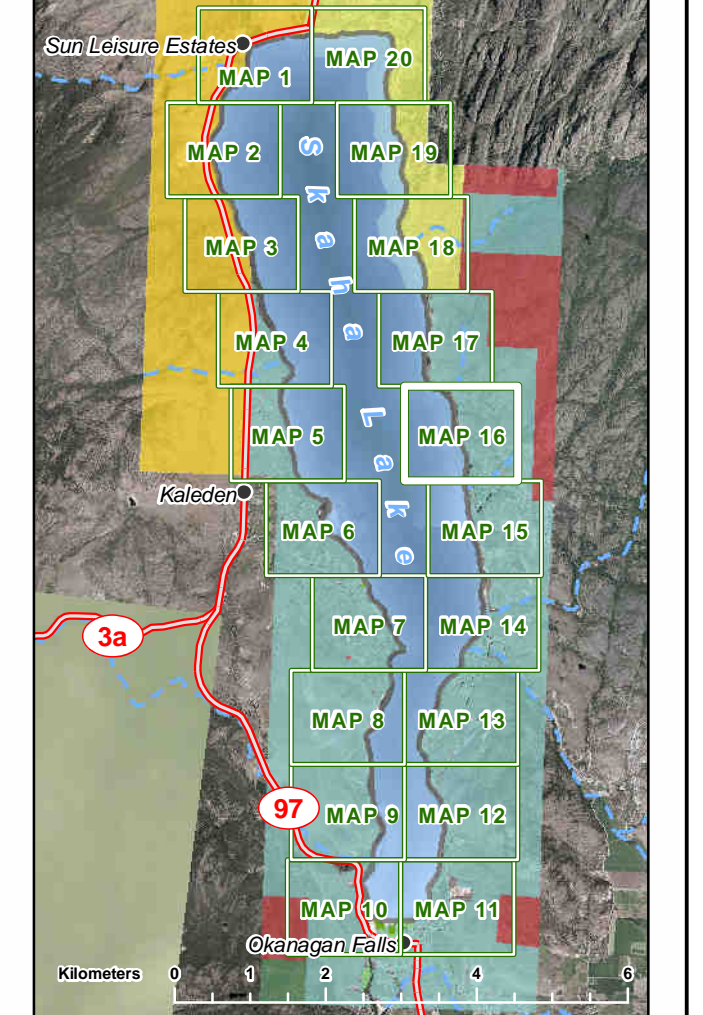 Sun Leisure Estates
MAP 1
MAP 20
MAP 2
MAP 19
MAP 3
MAP 18
MAP 4
MAP 17
MAP 5
MAP 16
Kaleden
MAP 6
MAP 15
Skaha Lake
3a
MAP 7
MAP 14
MAP 8
MAP 13
97
MAP 9
MAP 12
MAP 10
MAP 11
Okanagan Falls
Kilometers 0 1 2 4 6